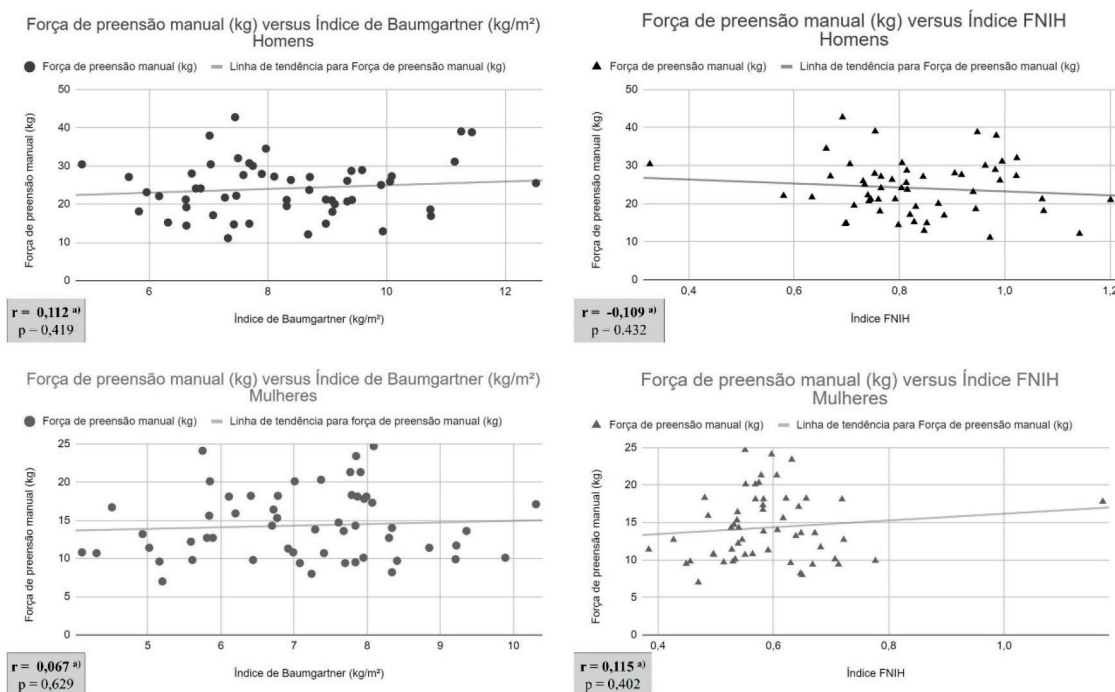 Força de preensão manual (kg) versus Índice de Baumgartner (kg/m²)
Homens
Força de preensão manual (kg)
Linha de tendência para Força de preensão manual (kg)
50
40
30
20
10
0
Força de preensão manual (kg)
6
8
10
12
Índice de Baumgartner (kg/m²)
r = 0,112 a)
p = 0,419
Força de preensão manual (kg) versus Índice FNIH
Homens
Força de preensão manual (kg)
Linha de tendência para Força de preensão manual (kg)
50
40
30
20
10
0
Força de preensão manual (kg)
0,4
0,6
0,8
1,0
1,2
Índice FNIH
r = -0,109 a)
p = 0.432
Força de preensão manual (kg) versus Índice de Baumgartner (kg/m²)
Mulheres
Força de preensão manual (kg)
Linha de tendência para força de preensão manual (kg)
25
20
15
10
5
0
Força de preensão manual (kg)
5
6
7
8
9
10
Índice de Baumgartner (kg/m²)
r = 0,067 a)
p = 0,629
Força de preensão manual (kg) versus Índice FNIH
Mulheres
Força de preensão manual (kg)
Linha de tendência para Força de preensão manual (kg)
25
20
15
10
5
0
Força de preensão manual (kg)
0,4
0,6
0,8
1,0
Índice FNIH
r = 0,115 a)
p = 0,402